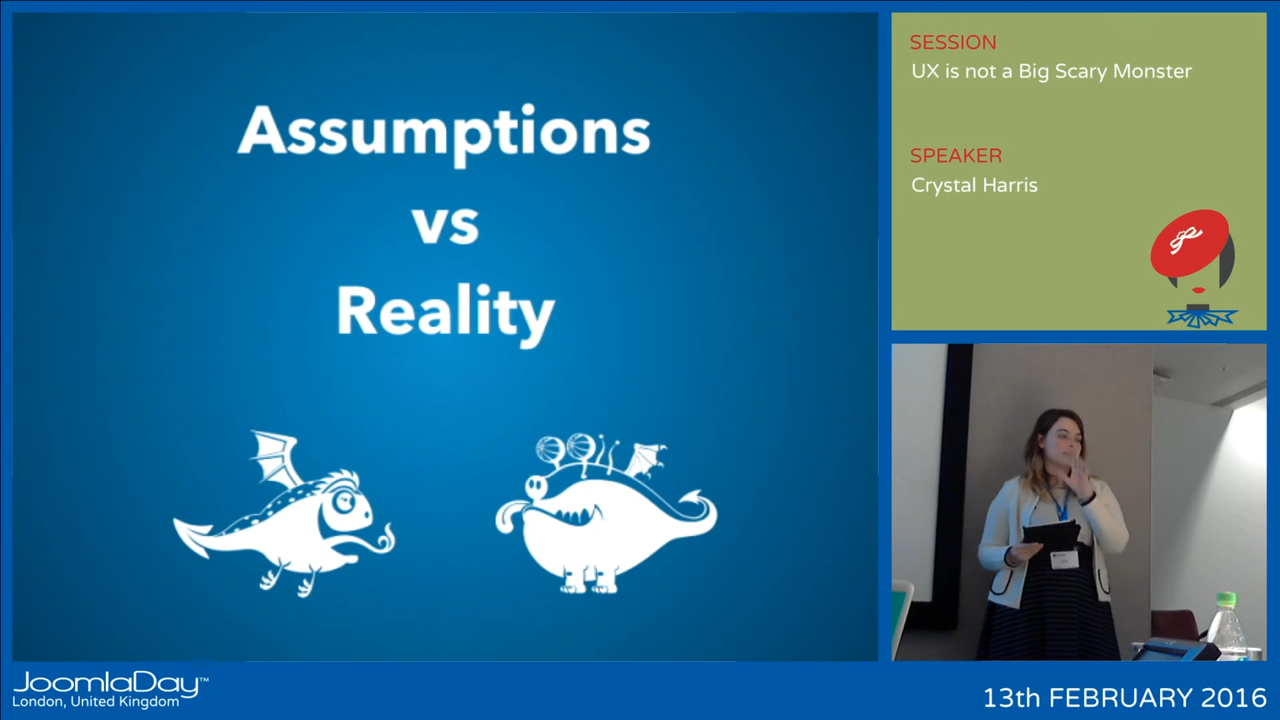 Assumptions
vs
Reality
SESSION
UX is not a Big Scary Monster
SPEAKER
Crystal Harris
JoomlaDay™
London, United Kingdom
13th FEBRUARY 2016